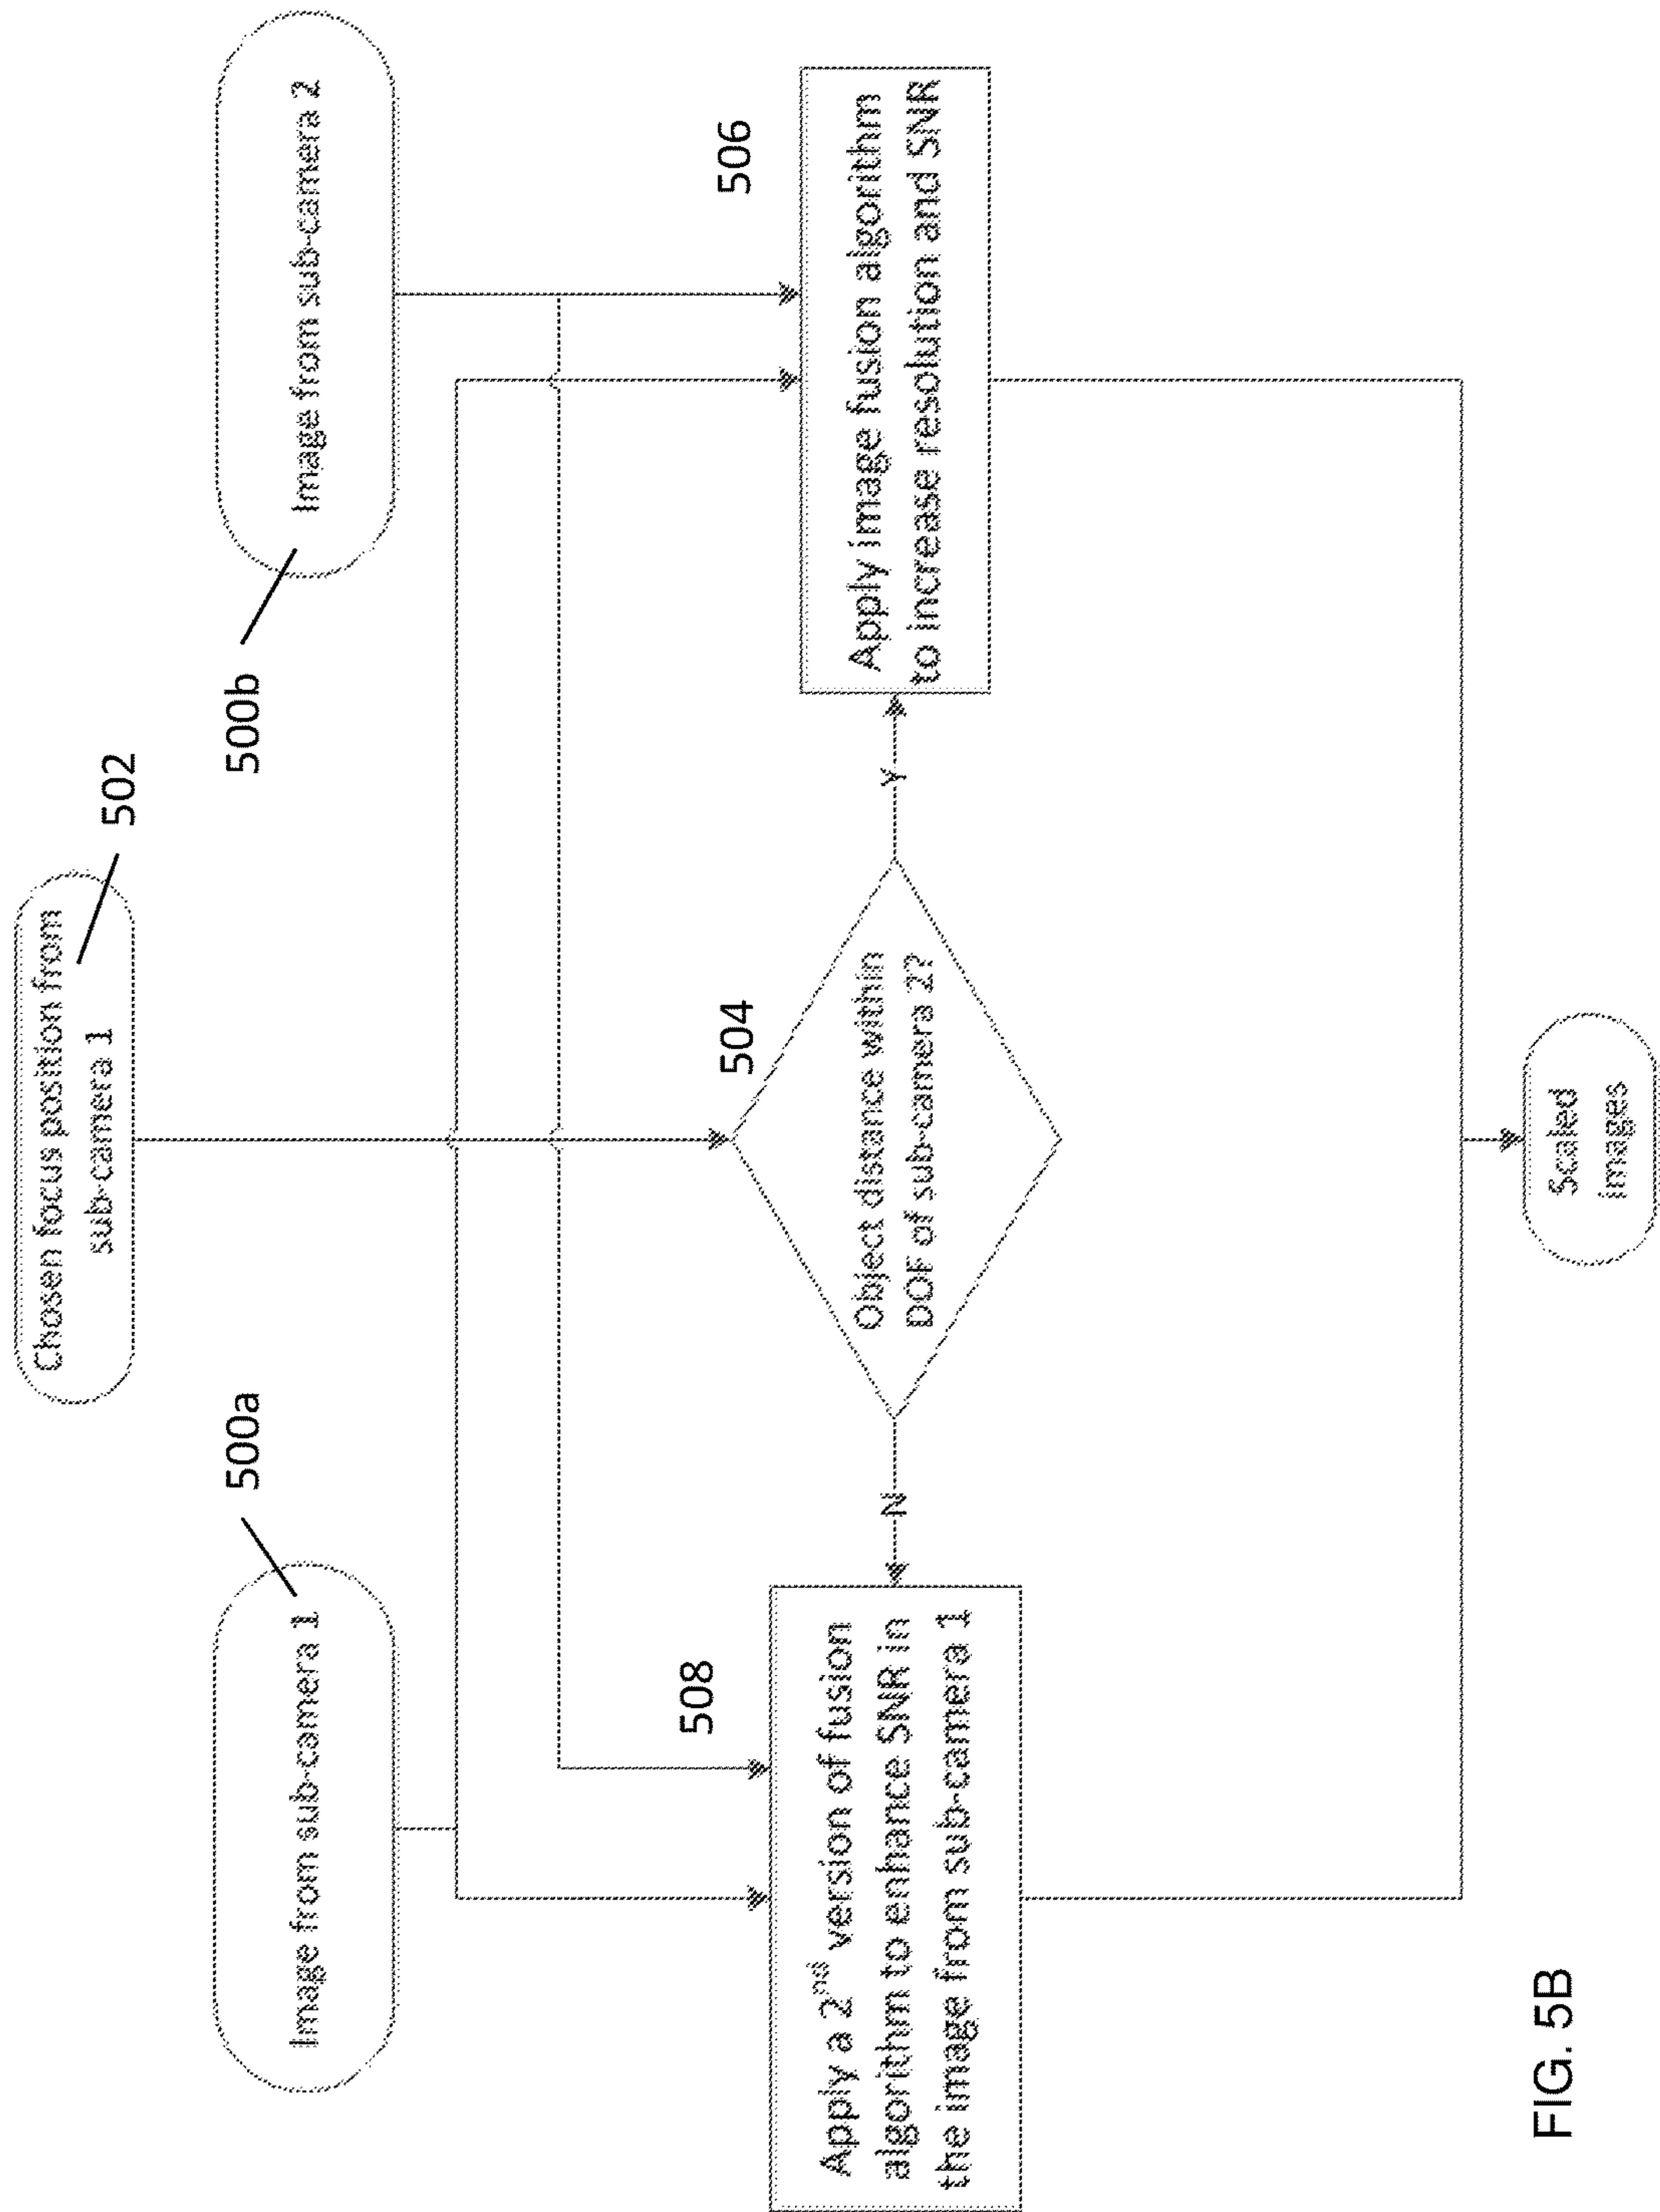 Chosen focus position from
sub-camera 1
502
Image from sub-camera 1
500a
Image from sub-camera 2
500b
504
Object distance within
DOF of sub-camera 2?
N
Y
508
Apply a 2nd version of fusion
algorithm to enhance SNR in
the image from sub-camera 1
506
Apply image fusion algorithm
to increase resolution and SNR
Scaled
images
FIG. 5B